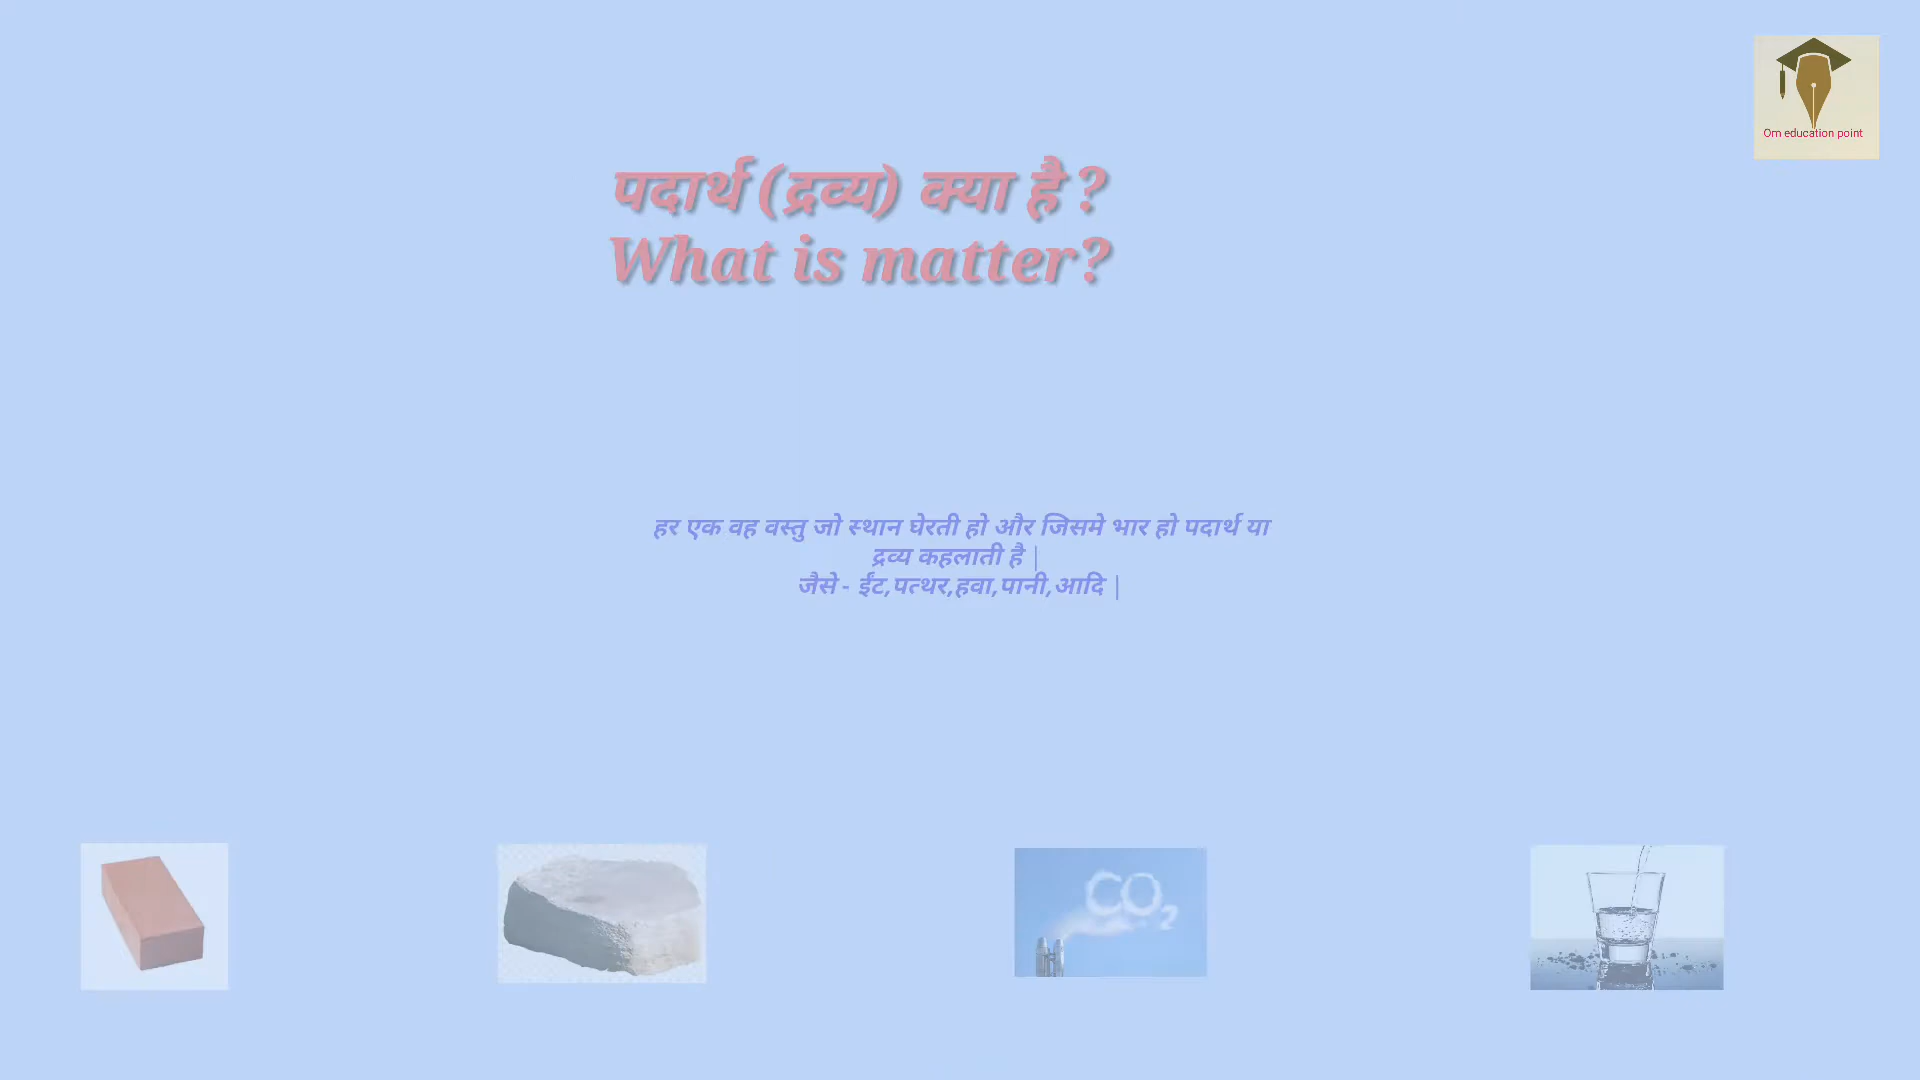 Om education point
पदार्थ (द्रव्य) क्या है ?
What is matter?
हर एक वह वस्तु जो स्थान घेरती हो और जिसमे भार हो पदार्थ या
द्रव्य कहलाती है |
जैसे - ईंट,पत्थर,हवा,पानी,आदि |
CO₂